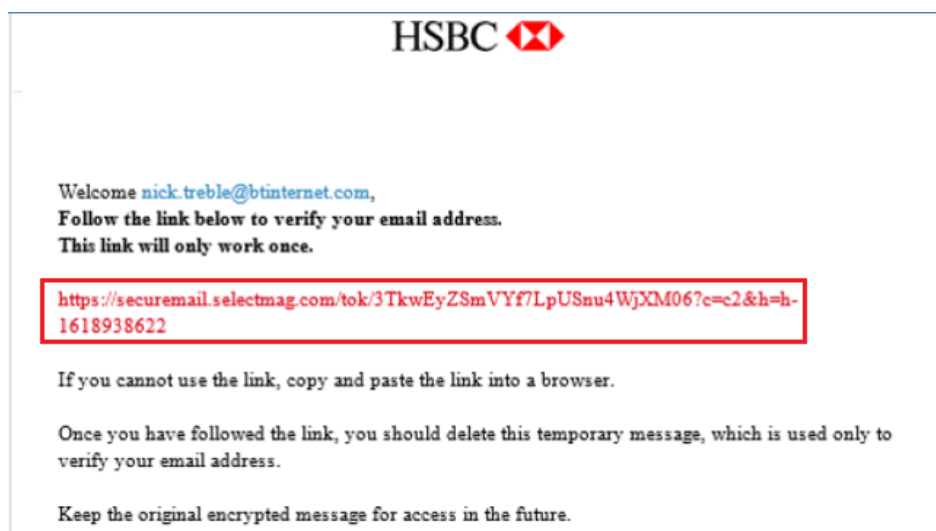 HSBC
Welcome nick.treble@btinternet.com,
Follow the link below to verify your email address.
This link will only work once.
https://securemail.selectmag.com/tok/3TkwEyZSmVYf7LpUSnu4WjXM06?c=c2&h=h-
1618938622
If you cannot use the link, copy and paste the link into a browser.
Once you have followed the link, you should delete this temporary message, which is used only to
verify your email address.
Keep the original encrypted message for access in the future.